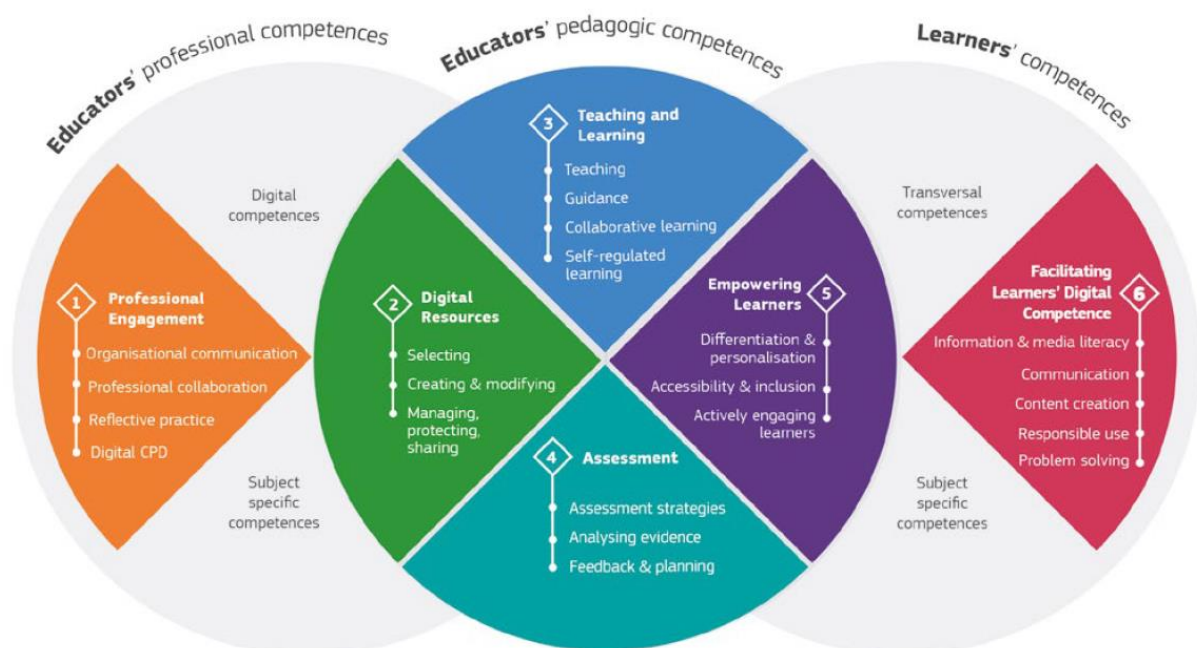 Educators' professional competences
Educators' pedagogic competences
Learners' competences
Digital
competences
Transversal
competences
Subject
specific
competences
Subject
specific
competences
1
Professional
Engagement
Organisational communication
Professional collaboration
Reflective practice
Digital CPD
2
Digital
Resources
Selecting
Creating & modifying
Managing,
protecting,
sharing
3
Teaching and
Learning
Teaching
Guidance
Collaborative learning
Self-regulated
learning
4
Assessment
Assessment strategies
Analysing evidence
Feedback & planning
5
Empowering
Learners
Differentiation &
personalisation
Accessibility & inclusion
Actively engaging
learners
6
Facilitating
Learners' Digital
Competence
Information & media literacy
Communication
Content creation
Responsible use
Problem solving